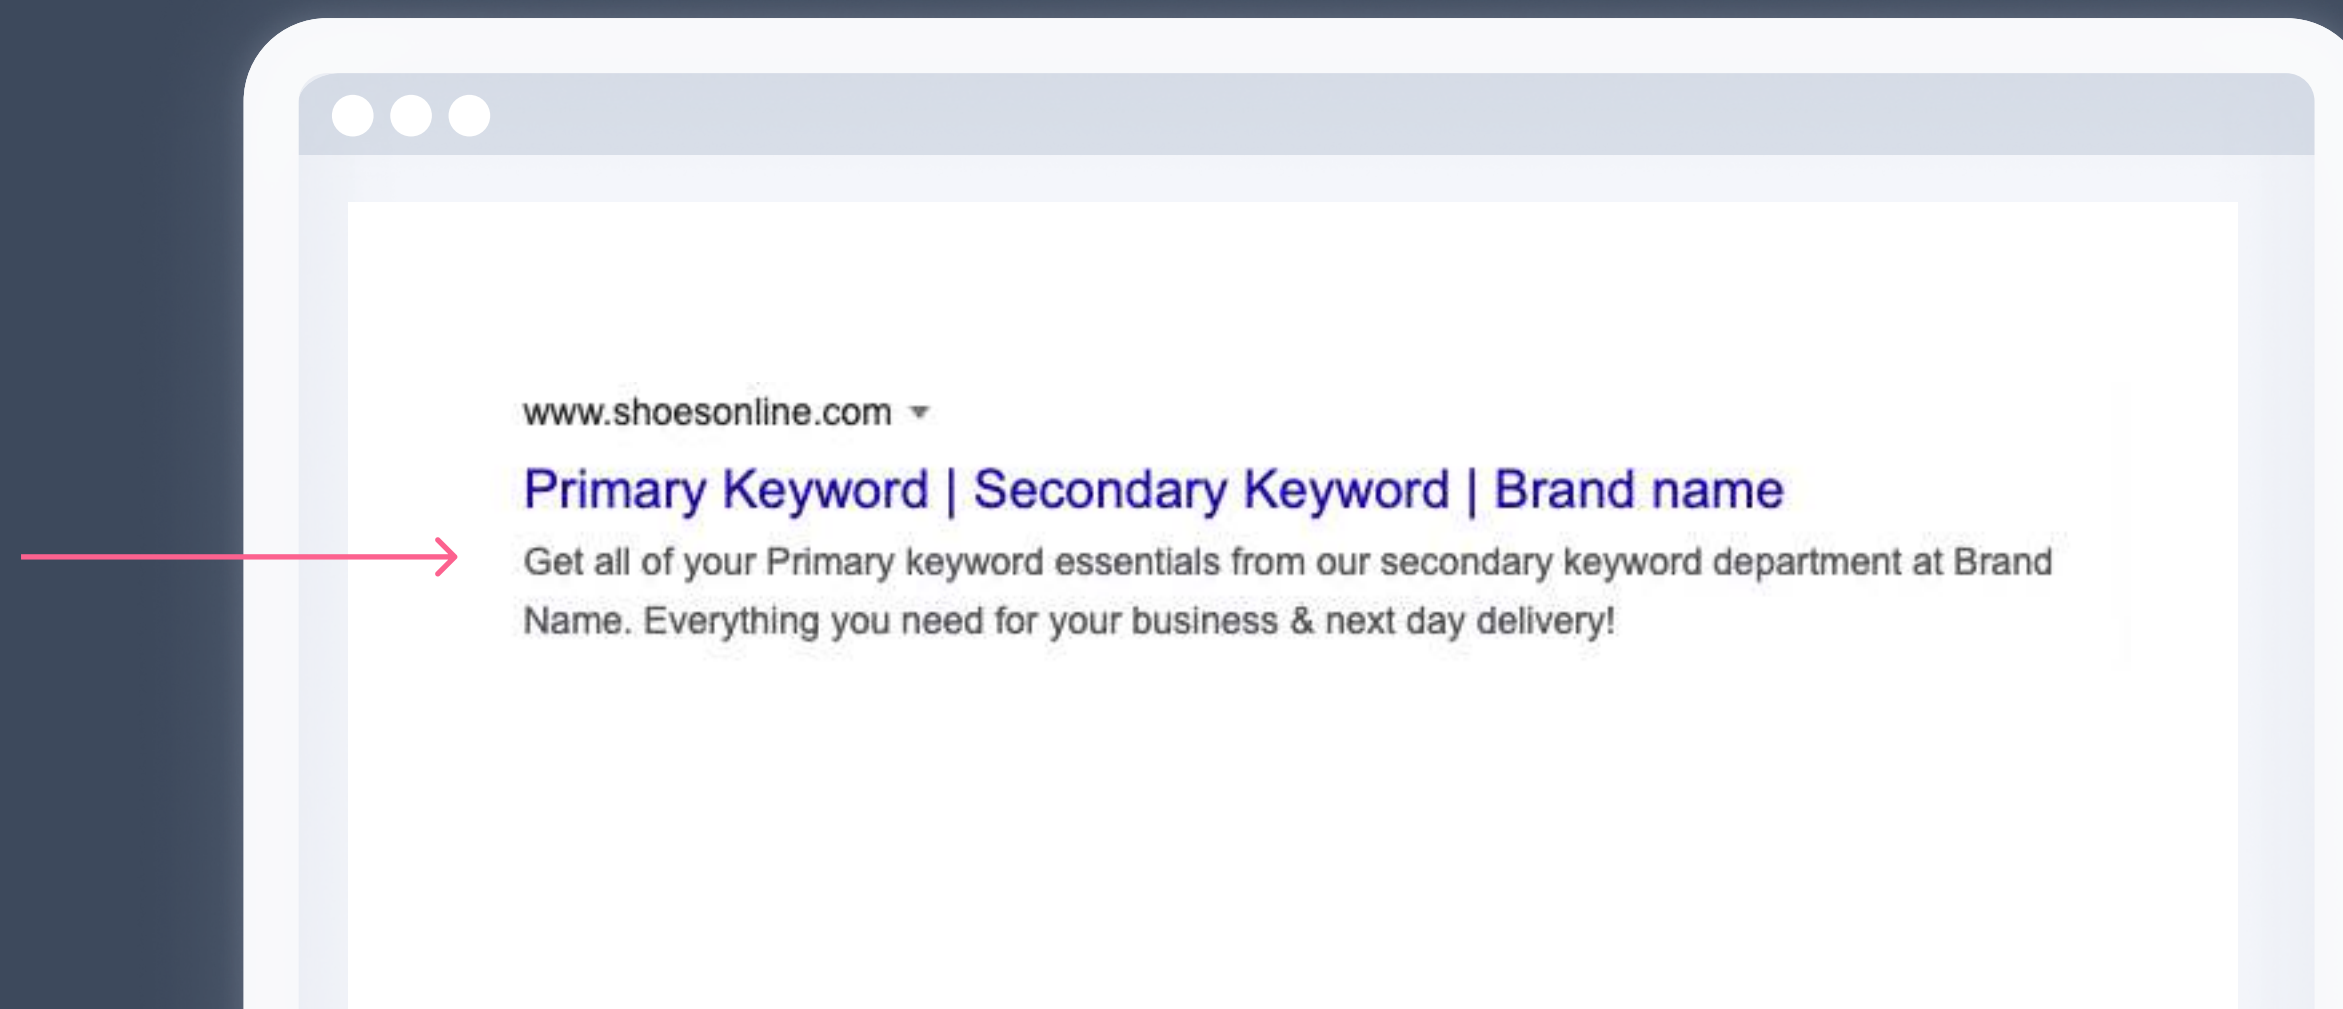 www.shoesonline.com
Primary Keyword | Secondary Keyword | Brand name
Get all of your Primary keyword essentials from our secondary keyword department at Brand
Name. Everything you need for your business & next day delivery!